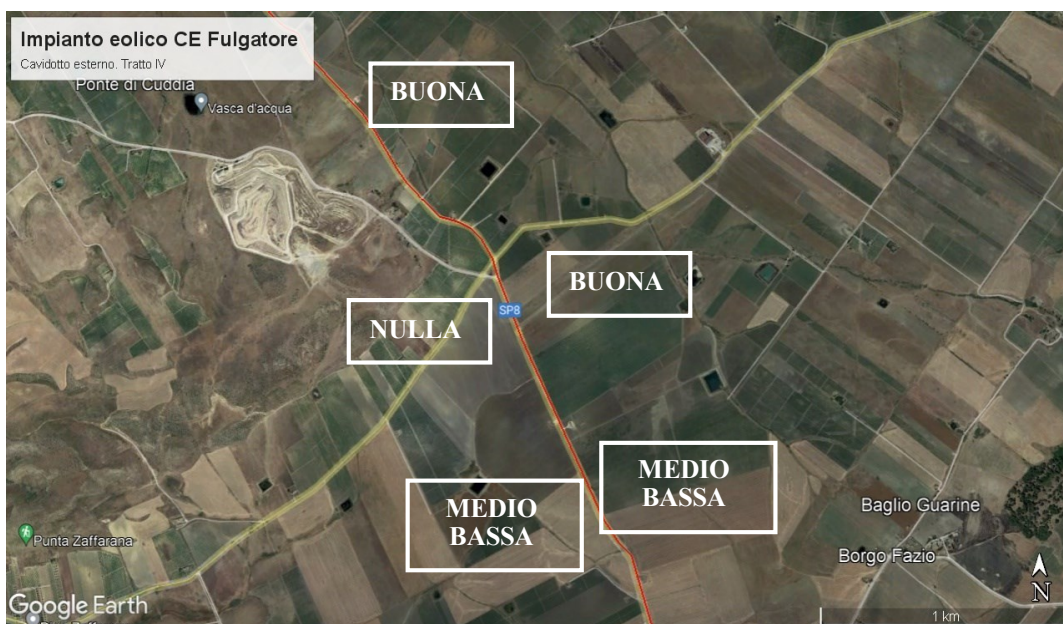 Impianto eolico CE Fulgatore
Cavidotto esterno. Tratto IV
Ponte di Cuddia
Vasca d'acqua
BUONA
BUONA
SP8
NULLA
MEDIO
BASSA
MEDIO
BASSA
Baglio Guarine
Borgo Fazio
Punta Zaffarana
Google Earth
N
1 km